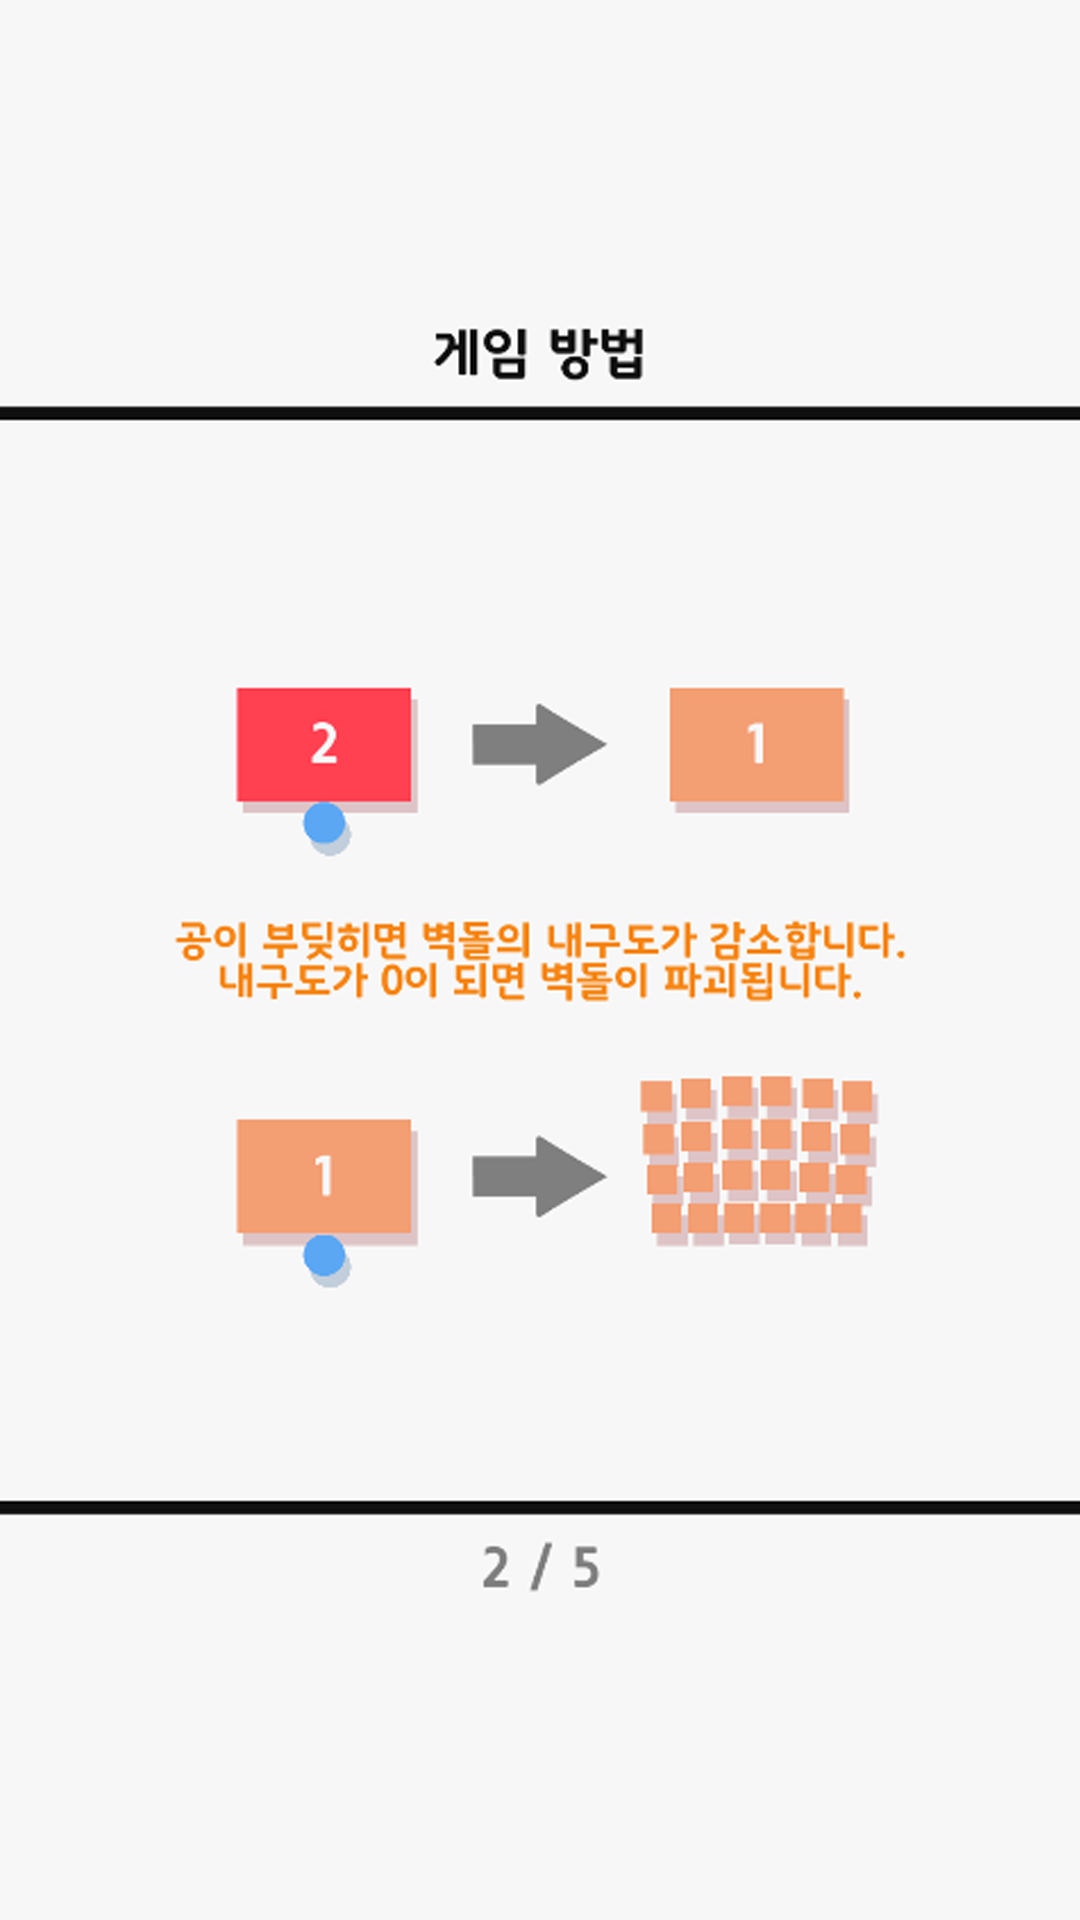 게임 방법
2
1
공이 부딪히면 벽돌의 내구도가 감소합니다.
내구도가 0이 되면 벽돌이 파괴됩니다.
1
2 / 5